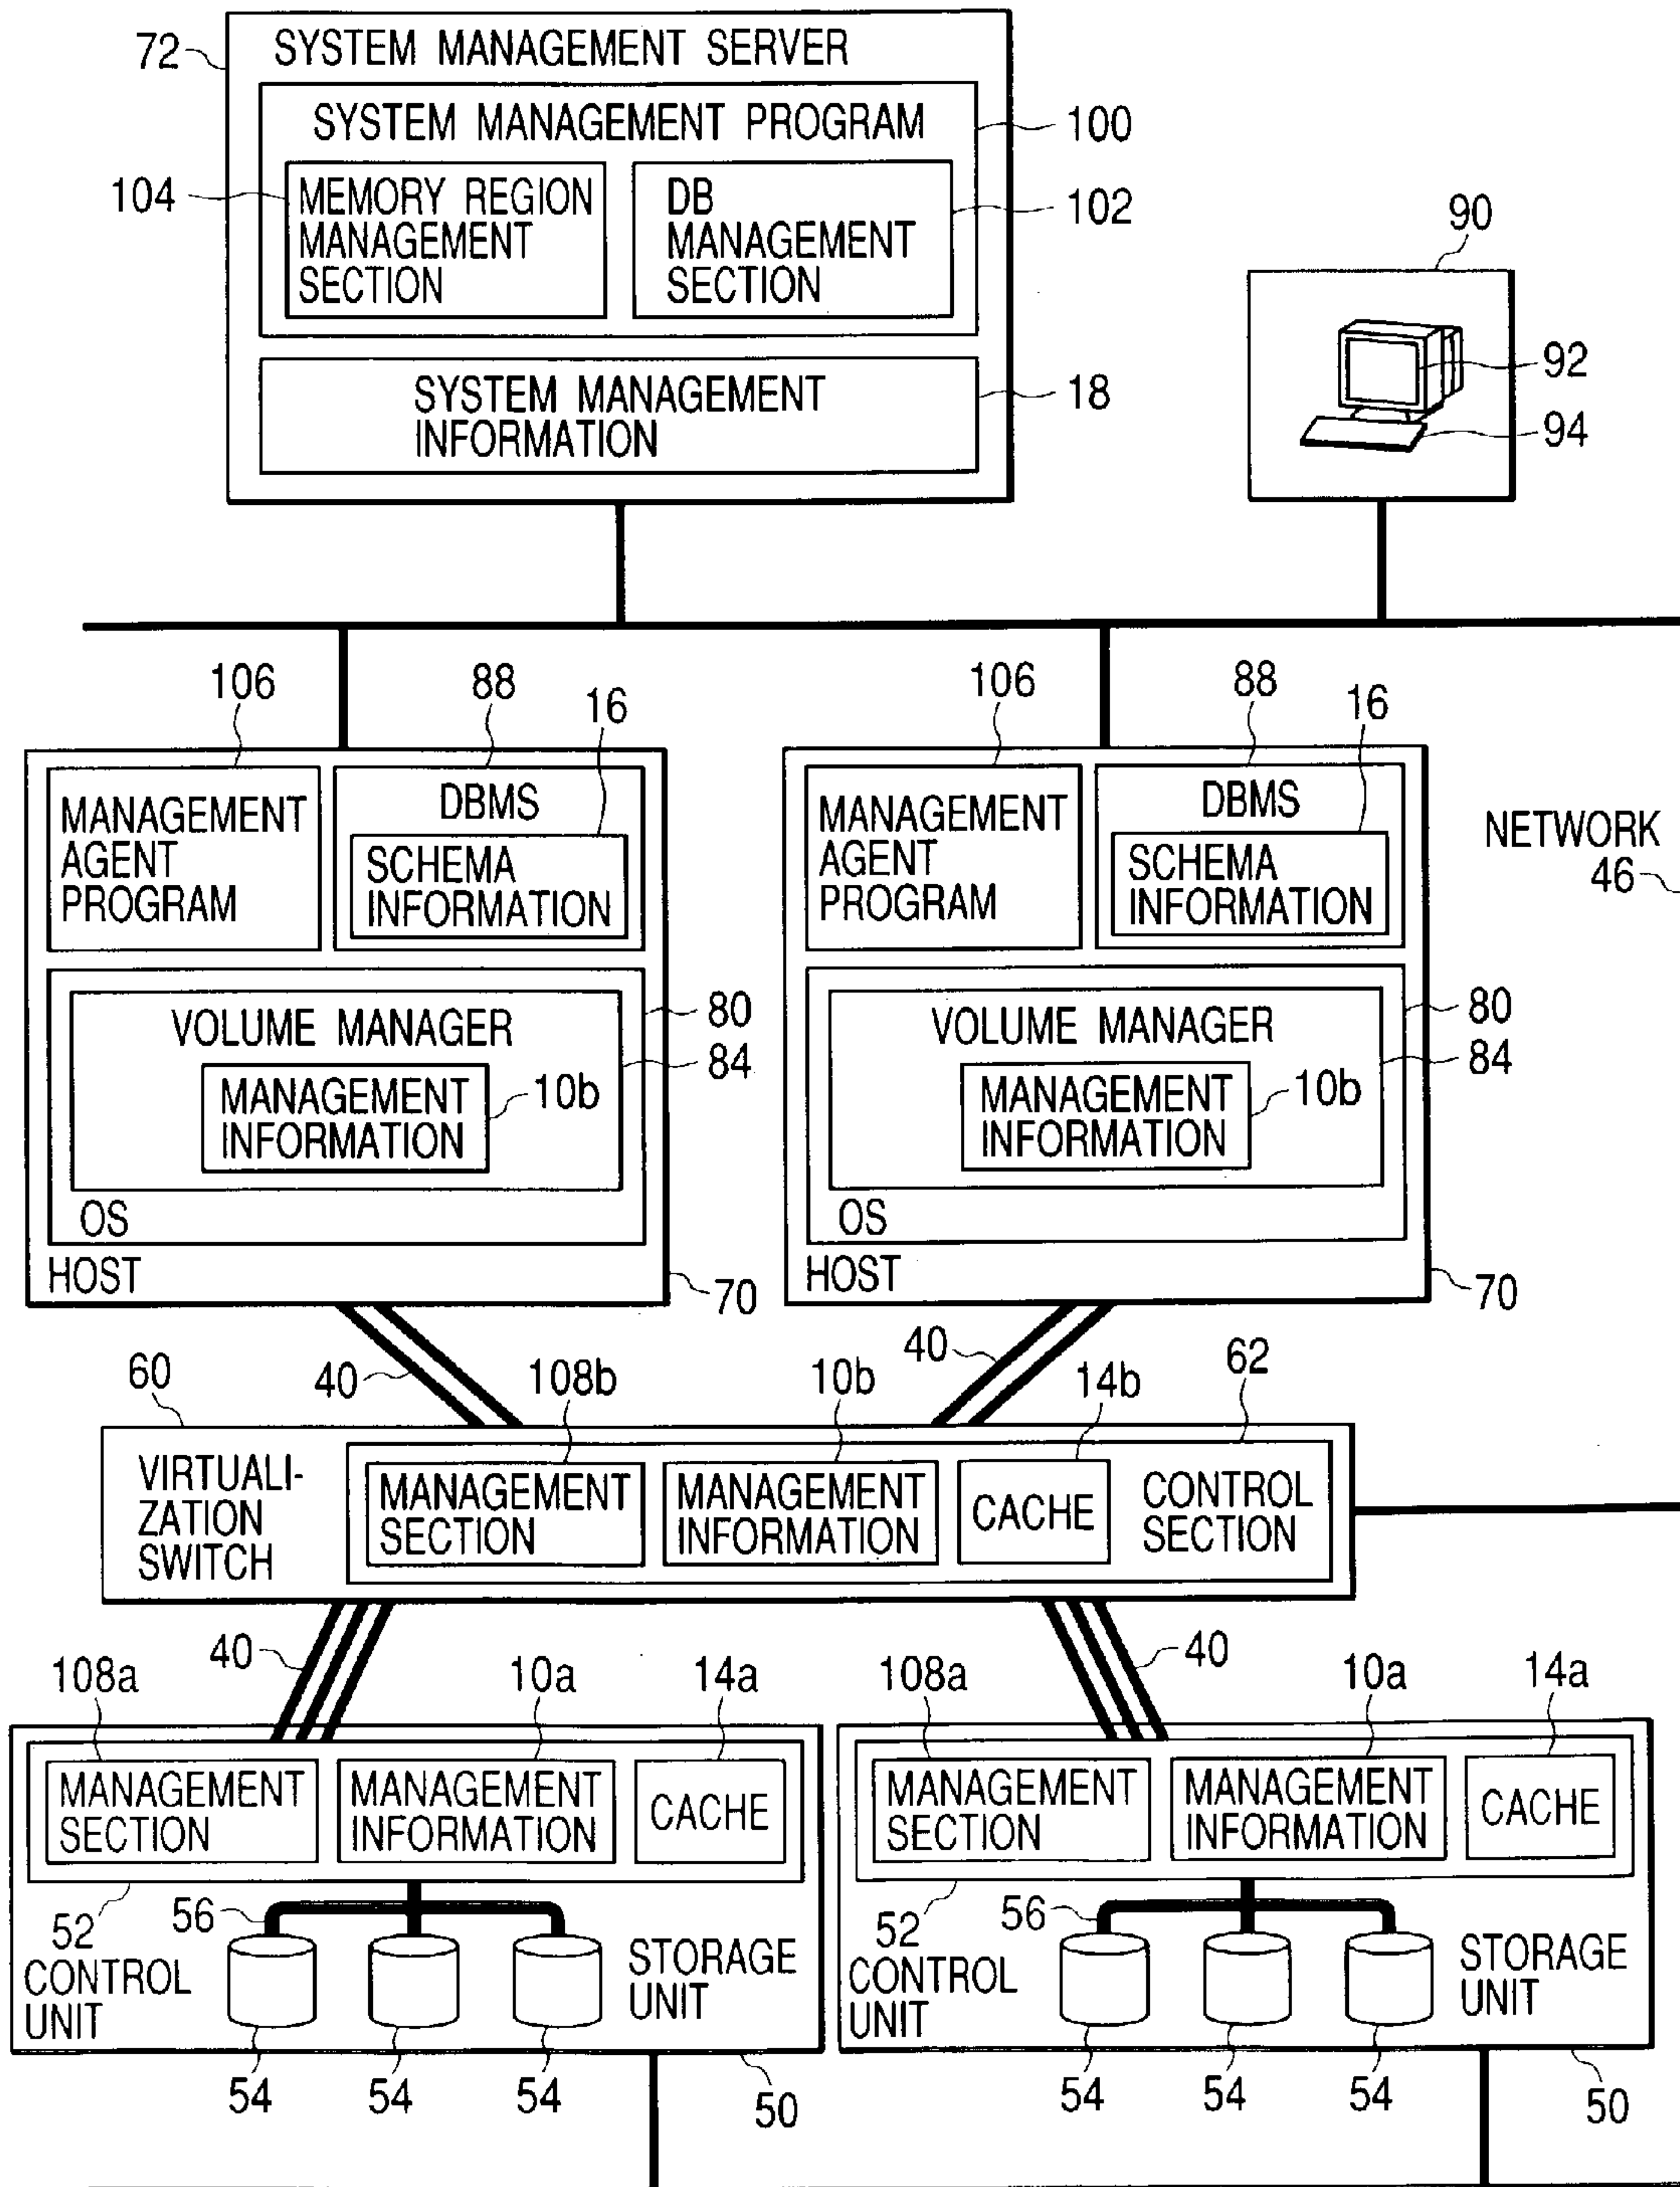 72
SYSTEM MANAGEMENT SERVER
SYSTEM MANAGEMENT PROGRAM
100
104
MEMORY REGION
MANAGEMENT
SECTION
DB
MANAGEMENT
SECTION
102
SYSTEM MANAGEMENT
INFORMATION
18
90
92
94
106
88
16
MANAGEMENT
AGENT
PROGRAM
DBMS
SCHEMA
INFORMATION
VOLUME MANAGER
MANAGEMENT
INFORMATION
10b
80
84
OS
HOST
70
106
88
16
MANAGEMENT
AGENT
PROGRAM
DBMS
SCHEMA
INFORMATION
VOLUME MANAGER
MANAGEMENT
INFORMATION
10b
80
84
OS
HOST
70
NETWORK
46
40
40
60
108b
10b
14b
62
VIRTUALI-
ZATION
SWITCH
MANAGEMENT
SECTION
MANAGEMENT
INFORMATION
CACHE
CONTROL
SECTION
40
40
108a
10a
14a
MANAGEMENT
SECTION
MANAGEMENT
INFORMATION
CACHE
52
CONTROL
UNIT
56
STORAGE
UNIT
54
54
54
50
108a
10a
14a
MANAGEMENT
SECTION
MANAGEMENT
INFORMATION
CACHE
52
CONTROL
UNIT
56
STORAGE
UNIT
54
54
54
50